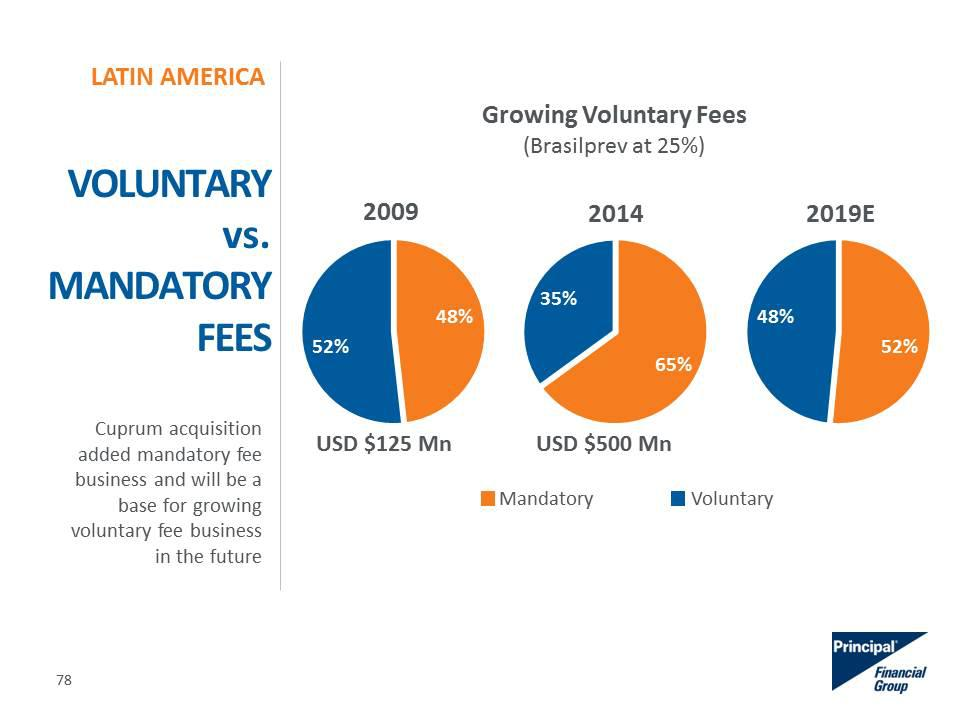 LATIN AMERICA
VOLUNTARY
vs.
MANDATORY
FEES
Cuprum acquisition
added mandatory fee
business and will be a
base for growing
voluntary fee business
in the future
Growing Voluntary Fees
(Brasilprev at 25%)
2009
2014
2019E
52%
48%
35%
65%
48%
52%
USD $125 Mn
USD $500 Mn
Mandatory
Voluntary
78
Principal®
Financial
Group